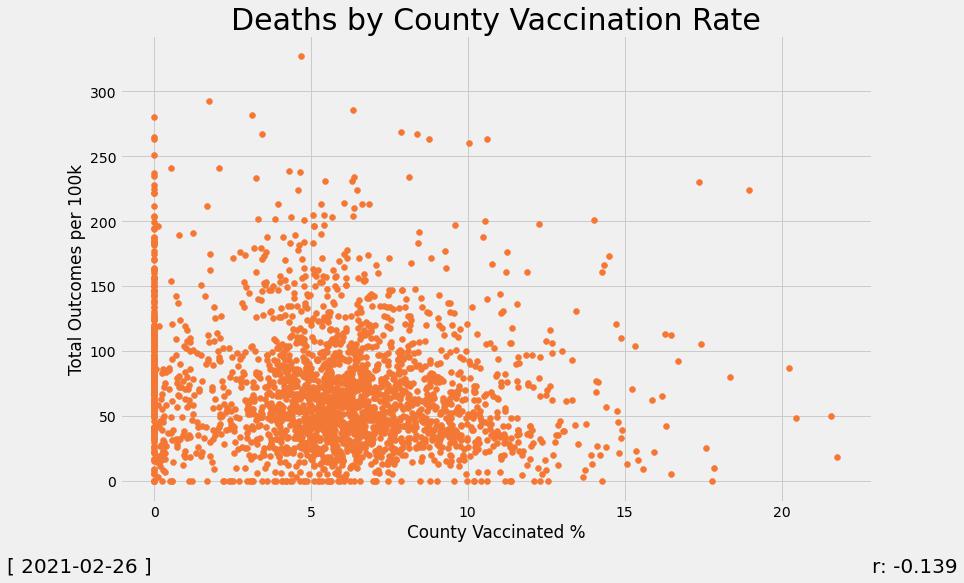 Deaths by County Vaccination Rate
Total Outcomes per 100k
300
250
200
150
100
50
0
0 5 10 15 20
County Vaccinated %
[ 2021-02-26 ] r: -0.139